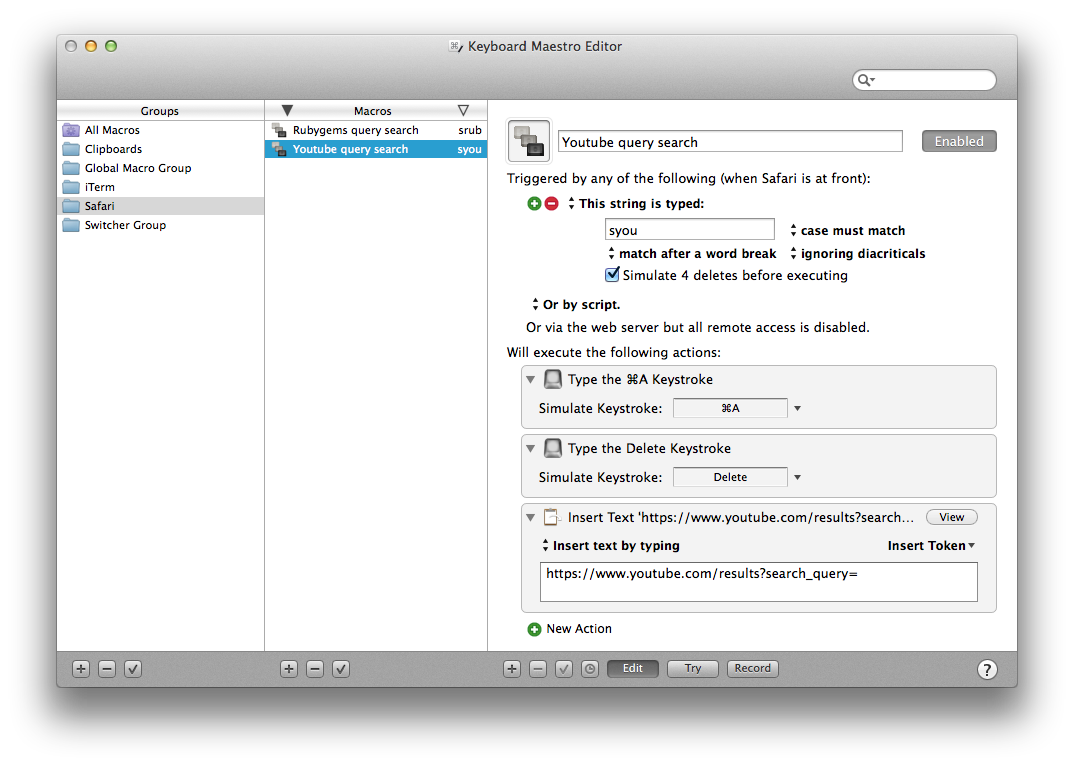 Keyboard Maestro Editor
Groups
All Macros
Clipboards
Global Macro Group
iTerm
Safari
Switcher Group
Macros
Rubygems query search srub
Youtube query search syou
Youtube query search Enabled
Triggered by any of the following (when Safari is at front):
This string is typed:
syou case must match
match after a word break ignoring diacriticals
Simulate 4 deletes before executing
Or by script.
Or via the web server but all remote access is disabled.
Will execute the following actions:
Type the ⌘A Keystroke
Simulate Keystroke: ⌘A
Type the Delete Keystroke
Simulate Keystroke: Delete
Insert Text 'https://www.youtube.com/results?search... View
Insert text by typing Insert Token
https://www.youtube.com/results?search_query=
New Action
Edit Try Record ?